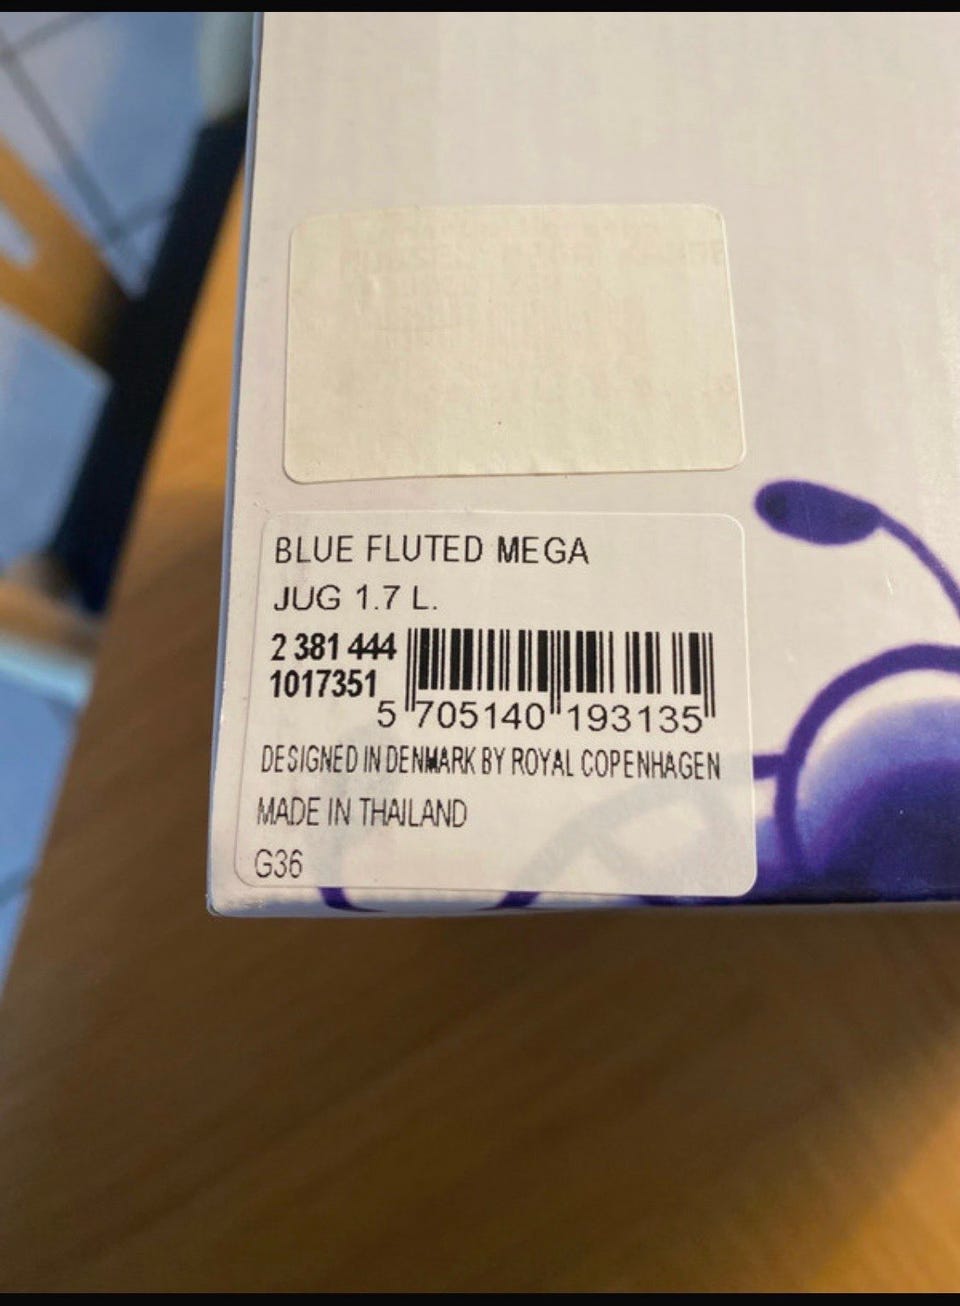 BLUE FLUTED MEGA
JUG 1.7 L.
2 381 444
1017351
5 705140 193135
DESIGNED IN DENMARK BY ROYAL COPENHAGEN
MADE IN THAILAND
G36